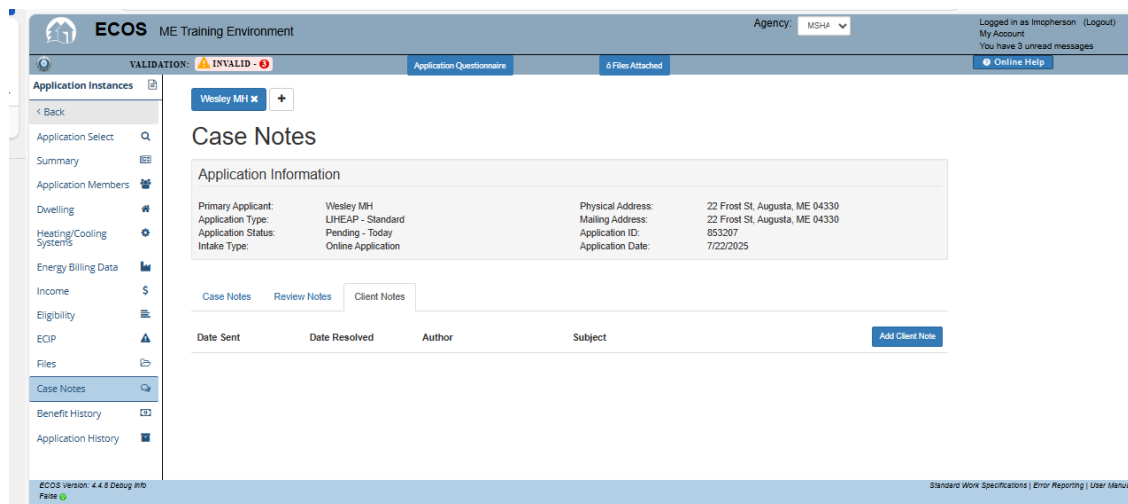 ECOS ME Training Environment
Agency: MSHA
Logged in as lmcpherson (Logout)
My Account
You have 3 unread messages
VALIDATION: INVALID - 3
Application Questionnaire
6 Files Attached
Online Help
Application Instances
< Back
Application Select
Summary
Application Members
Dwelling
Heating/Cooling
Systems
Energy Billing Data
Income
Eligibility
ECIP
Files
Case Notes
Benefit History
Application History
Wesley MH
Case Notes
Application Information
Primary Applicant: Wesley MH
Application Type: LIHEAP - Standard
Application Status: Pending - Today
Intake Type: Online Application
Physical Address: 22 Frost St, Augusta, ME 04330
Mailing Address: 22 Frost St, Augusta, ME 04330
Application ID: 853207
Application Date: 7/22/2025
Case Notes Review Notes Client Notes
Date Sent Date Resolved Author Subject Add Client Note
ECOS Version: 4.4.8 Debug Info
False
Standard Work Specifications | Error Reporting | User Manu